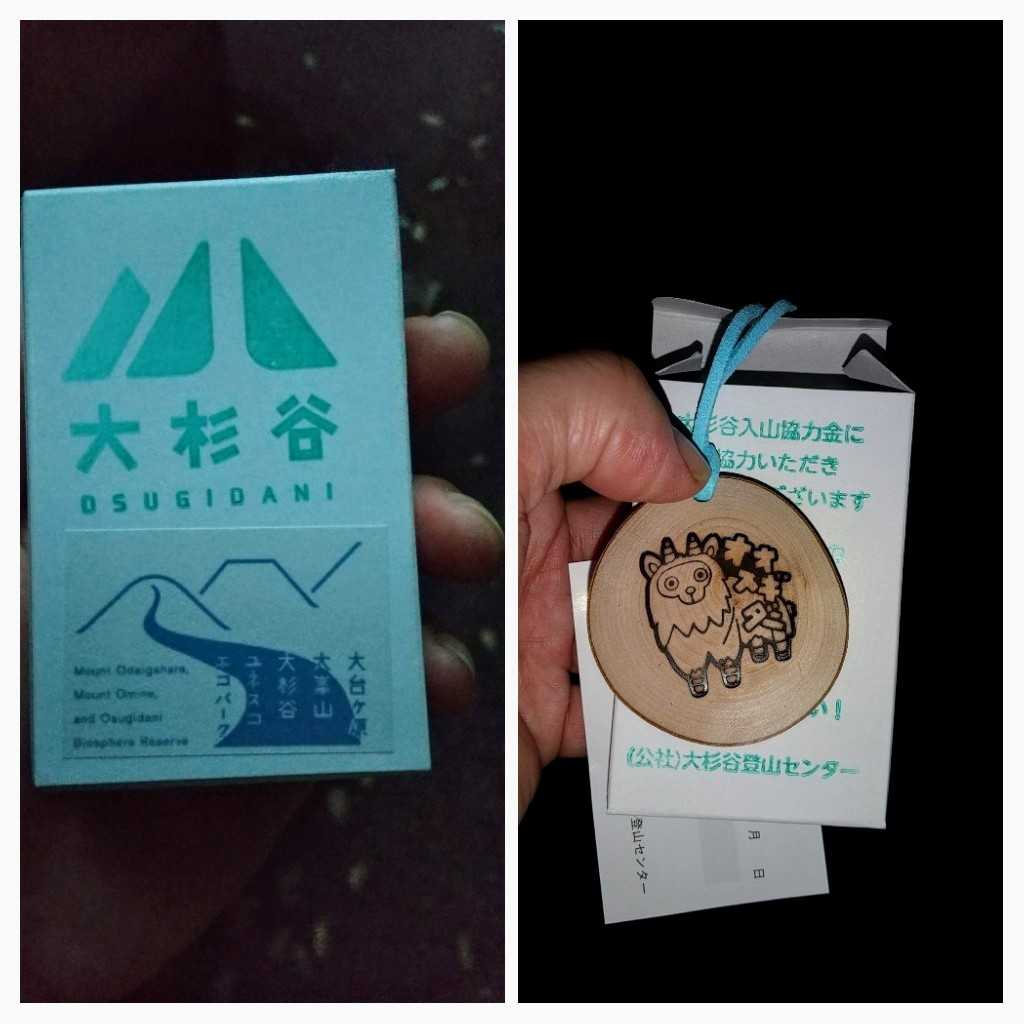 大杉谷
OSUGIDANI
Mount Odaigahara,
Mount Omine,
and Osugidani
Biosphere Reserve
大台ケ原
大峯山
大杉谷
ユネスコ
エコパーク
大杉谷入山協力金に
協力いただき
ございます
オオ
スギ
ダニ
い！
(公社)大杉谷登山センター
月 日
登山センター